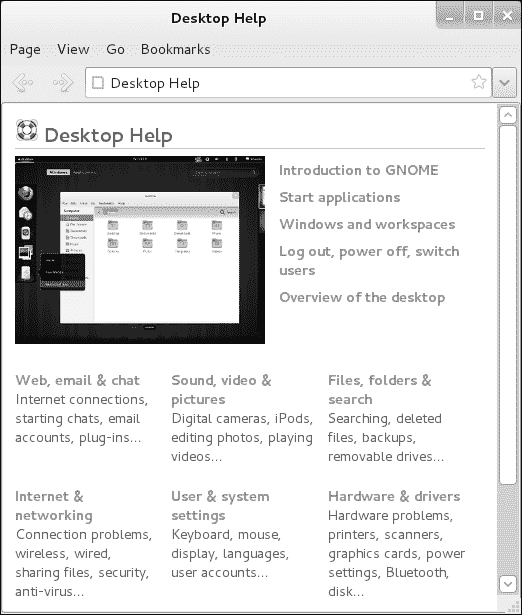 Desktop Help
Page View Go Bookmarks
Desktop Help
Desktop Help
Introduction to GNOME
Start applications
Windows and workspaces
Log out, power off, switch
users
Overview of the desktop
Web, email & chat
Internet connections,
starting chats, email
accounts, plug-ins...
Sound, video &
pictures
Digital cameras, iPods,
editing photos, playing
videos...
Files, folders &
search
Searching, deleted
files, backups,
removable drives...
Internet &
networking
Connection problems,
wireless, wired,
sharing files, security,
anti-virus...
User & system
settings
Keyboard, mouse,
display, languages,
user accounts...
Hardware & drivers
Hardware problems,
printers, scanners,
graphics cards, power
settings, Bluetooth,
disk...